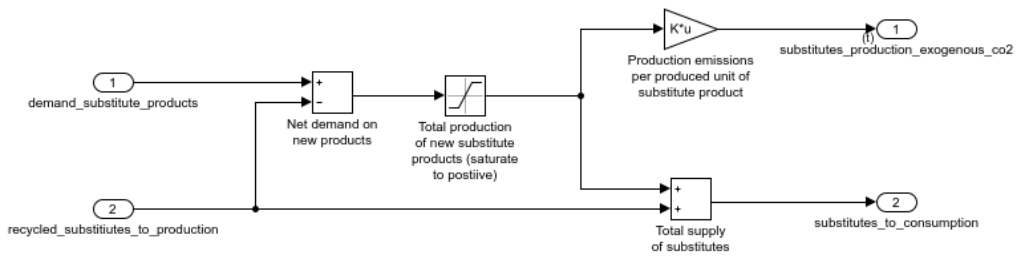 K*u
1
(t)
substitutes_production_exogenous_co2
Production emissions
per produced unit of
substitute product
1
demand_substitute_products
+
−
Net demand on
new products
Total production
of new substitute
products (saturate
to postiive)
2
recycled_substitiutes_to_production
+
+
Total supply
of substitutes
2
substitutes_to_consumption